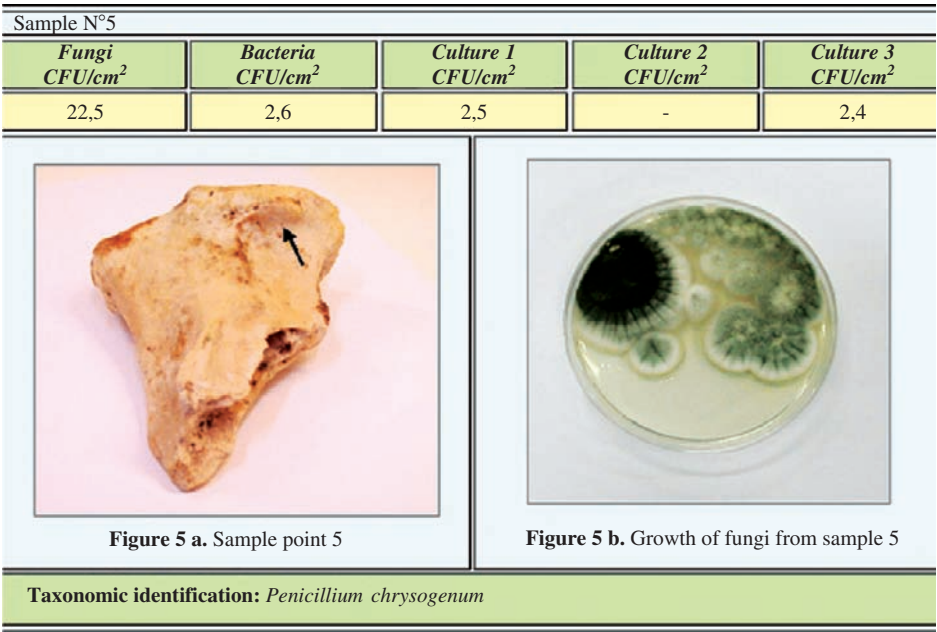 Sample N°5
Fungi CFU/cm² Bacteria CFU/cm² Culture 1 CFU/cm² Culture 2 CFU/cm² Culture 3 CFU/cm²
22,5 2,6 2,5 - 2,4
Figure 5 a. Sample point 5
Figure 5 b. Growth of fungi from sample 5
Taxonomic identification: Penicillium chrysogenum